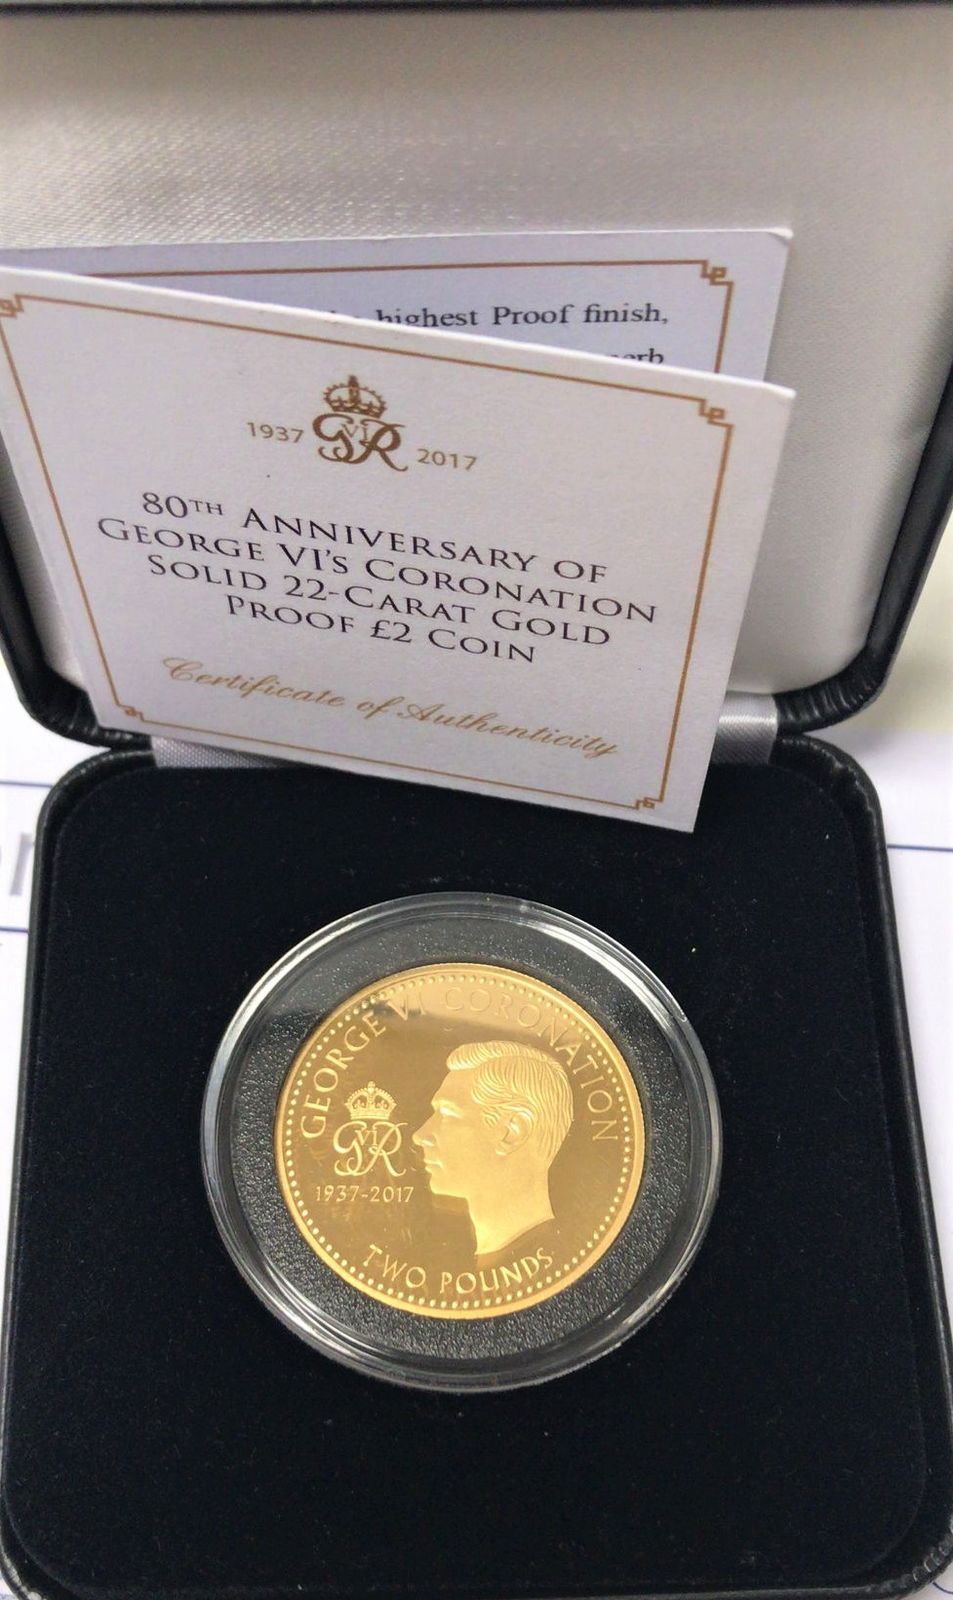 highest Proof finish,
1937 GVIR 2017
80TH ANNIVERSARY OF
GEORGE VI'S CORONATION
SOLID 22-CARAT GOLD
PROOF £2 COIN
Certificate of Authenticity
GEORGE VI CORONATION
GVIR
1937-2017
TWO POUNDS